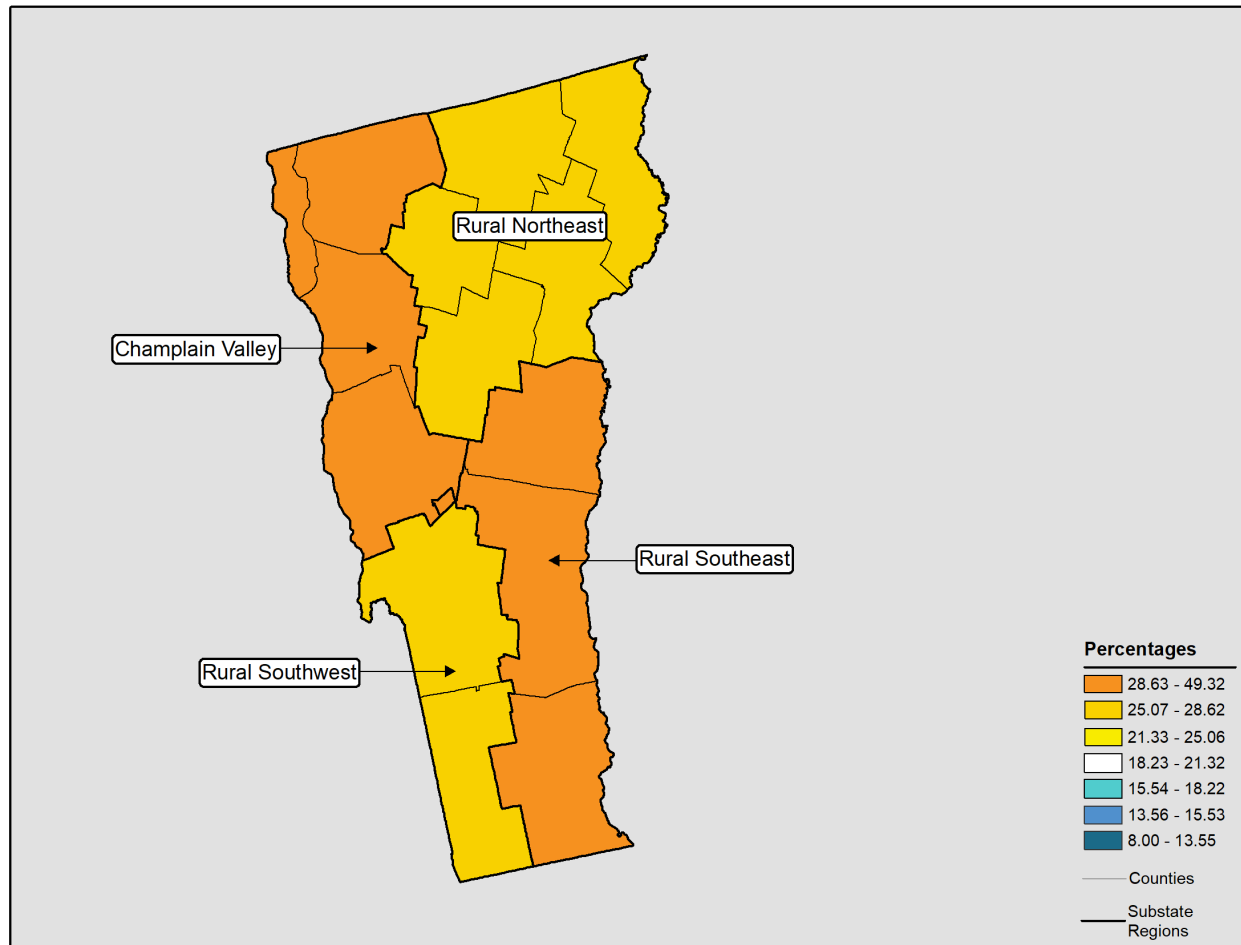 Rural Northeast
Champlain Valley
Rural Southeast
Rural Southwest
Percentages
28.63 - 49.32
25.07 - 28.62
21.33 - 25.06
18.23 - 21.32
15.54 - 18.22
13.56 - 15.53
8.00 - 13.55
Counties
Substate
Regions